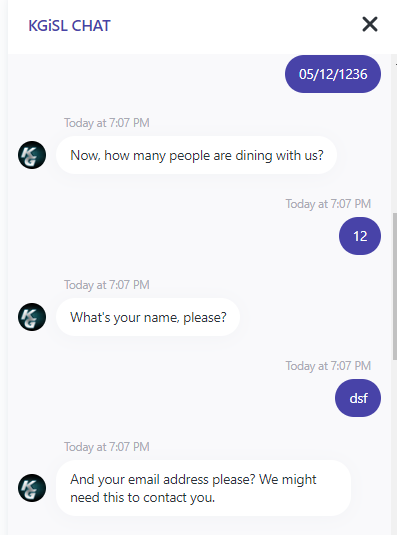 KGiSL CHAT
05/12/1236
Today at 7:07 PM
Now, how many people are dining with us?
Today at 7:07 PM
12
Today at 7:07 PM
What's your name, please?
Today at 7:07 PM
dsf
Today at 7:07 PM
And your email address please? We might
need this to contact you.